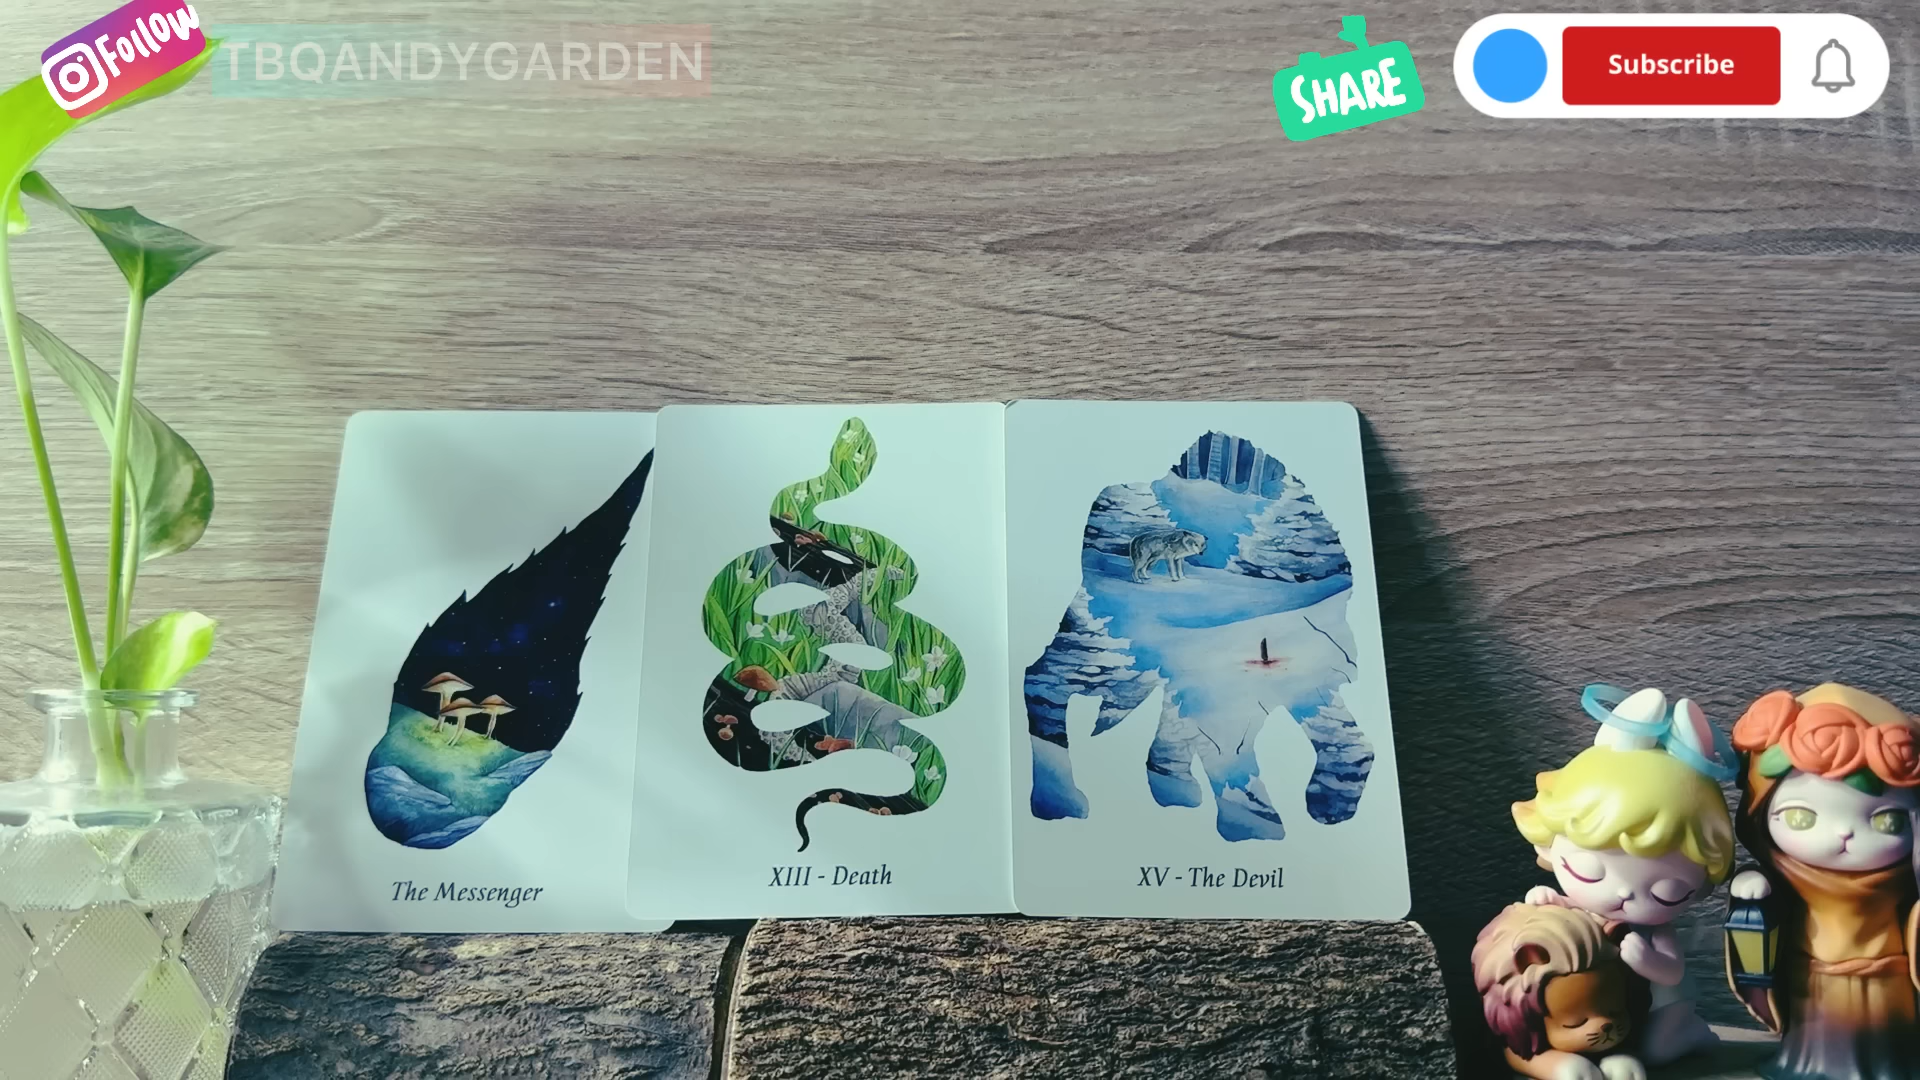 Follow
TBQANDYGARDEN
SHARE
Subscribe
The Messenger
XIII - Death
XV - The Devil